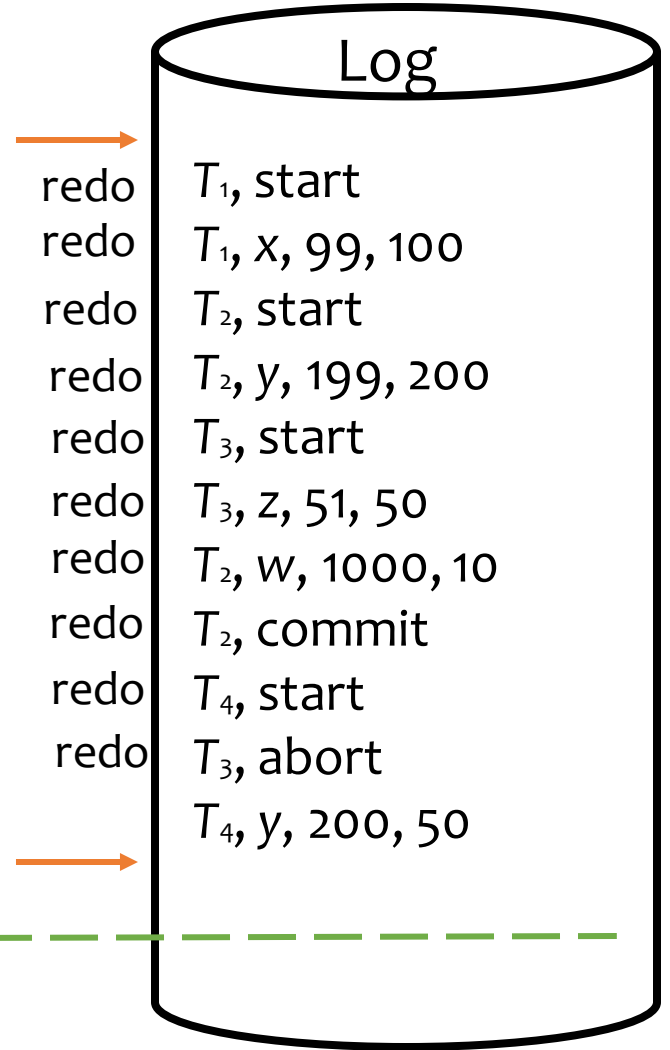 Log
redo T₁, start
redo T₁, x, 99, 100
redo T₂, start
redo T₂, y, 199, 200
redo T₃, start
redo T₃, z, 51, 50
redo T₂, w, 1000, 10
redo T₂, commit
redo T₄, start
redo T₃, abort
T₄, y, 200, 50